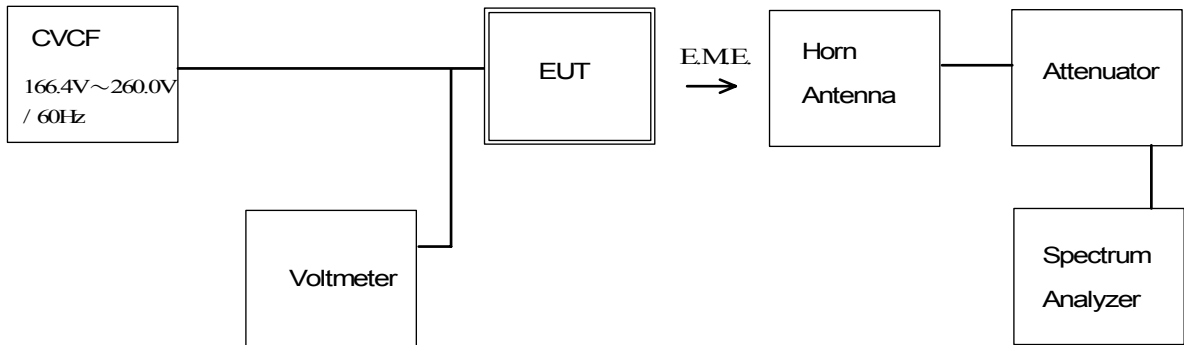 CVCF
166.4V～260.0V
/ 60Hz
EUT
E.M.E.
Horn
Antenna
Attenuator
Voltmeter
Spectrum
Analyzer